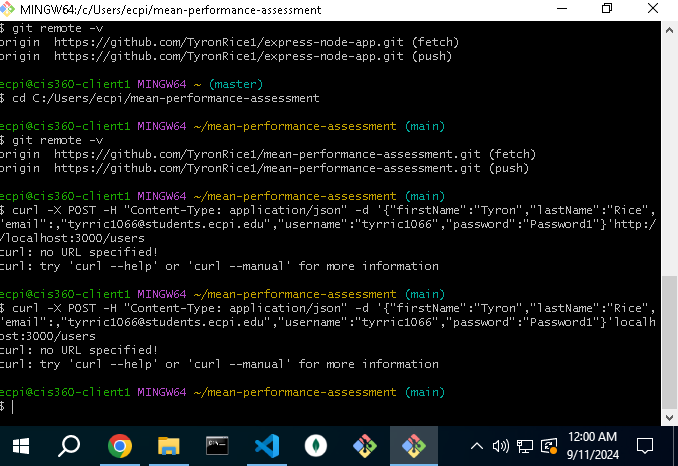 MINGW64:/c/Users/ecpi/mean-performance-assessment
$ git remote -v
origin  https://github.com/TyronRice1/express-node-app.git (fetch)
origin  https://github.com/TyronRice1/express-node-app.git (push)
ecpi@cis360-client1 MINGW64 ~ (master)
$ cd C:/Users/ecpi/mean-performance-assessment
ecpi@cis360-client1 MINGW64 ~/mean-performance-assessment (main)
$ git remote -v
origin  https://github.com/TyronRice1/mean-performance-assessment.git (fetch)
origin  https://github.com/TyronRice1/mean-performance-assessment.git (push)
ecpi@cis360-client1 MINGW64 ~/mean-performance-assessment (main)
$ curl -X POST -H "Content-Type: application/json" -d '{"firstName":"Tyron","lastName":"Rice",
"email":,"tyrric1066@students.ecpi.edu","username":"tyrric1066","password":"Password1"}'http:/
/localhost:3000/users
curl: no URL specified!
curl: try 'curl --help' or 'curl --manual' for more information
ecpi@cis360-client1 MINGW64 ~/mean-performance-assessment (main)
$ curl -X POST -H "Content-Type: application/json" -d '{"firstName":"Tyron","lastName":"Rice",
"email":,"tyrric1066@students.ecpi.edu","username":"tyrric1066","password":"Password1"}'localh
ost:3000/users
curl: no URL specified!
curl: try 'curl --help' or 'curl --manual' for more information
ecpi@cis360-client1 MINGW64 ~/mean-performance-assessment (main)
$
12:00 AM
9/11/2024